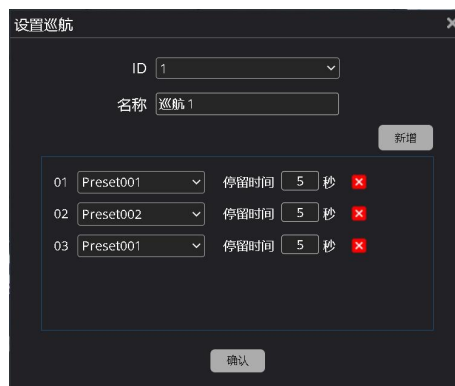 设置巡航
ID 1
名称 巡航 1
新增
01 Preset001 停留时间 5 秒
02 Preset002 停留时间 5 秒
03 Preset001 停留时间 5 秒
确认